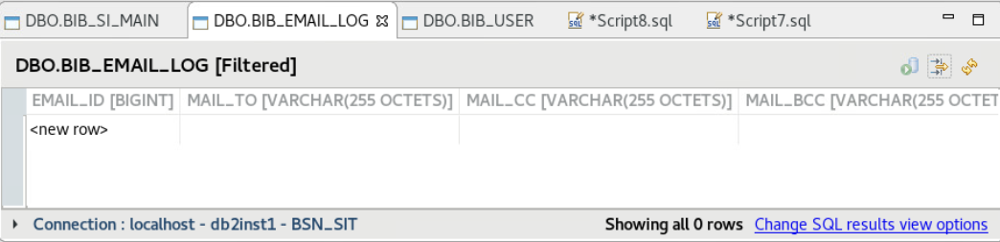 DBO.BIB_SI_MAIN DBO.BIB_EMAIL_LOG DBO.BIB_USER *Script8.sql *Script7.sql
DBO.BIB_EMAIL_LOG [Filtered]
EMAIL_ID [BIGINT] MAIL_TO [VARCHAR(255 OCTETS)] MAIL_CC [VARCHAR(255 OCTETS)] MAIL_BCC [VARCHAR(255 OCTET
<new row>
Connection : localhost - db2inst1 - BSN_SIT Showing all 0 rows Change SQL results view options